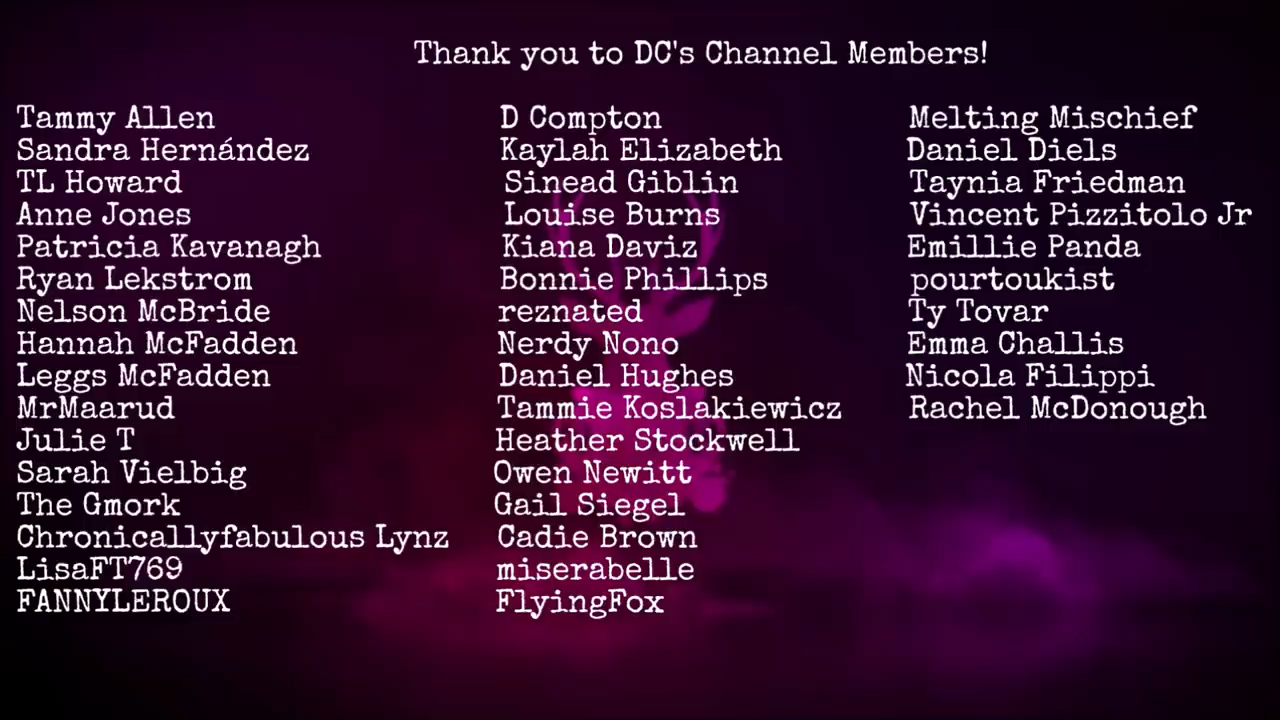 Thank you to DC's Channel Members!
Tammy Allen
Sandra Hernández
TL Howard
Anne Jones
Patricia Kavanagh
Ryan Lekstrom
Nelson McBride
Hannah McFadden
Leggs McFadden
MrMaarud
Julie T
Sarah Vielbig
The Gmork
Chronicallyfabulous Lynz
LisaFT769
FANNYLEROUX
D Compton
Kaylah Elizabeth
Sinead Giblin
Louise Burns
Kiana Daviz
Bonnie Phillips
reznated
Nerdy Nono
Daniel Hughes
Tammie Koslakiewicz
Heather Stockwell
Owen Newitt
Gail Siegel
Cadie Brown
miserabelle
FlyingFox
Melting Mischief
Daniel Diels
Taynia Friedman
Vincent Pizzitolo Jr
Emillie Panda
pourtoukist
Ty Tovar
Emma Challis
Nicola Filippi
Rachel McDonough